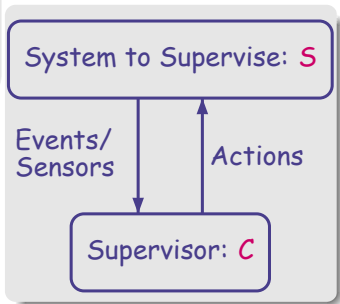 System to Supervise: S
Events/
Sensors
Actions
Supervisor: C